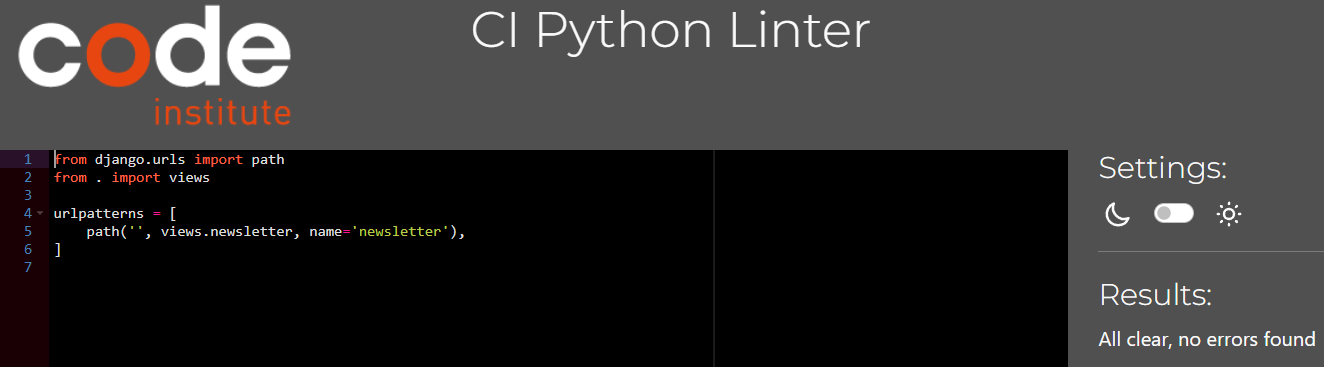 code
institute
CI Python Linter
1 from django.urls import path
2 from . import views
3
4 urlpatterns = [
5     path('', views.newsletter, name='newsletter'),
6 ]
7
Settings:
Results:
All clear, no errors found